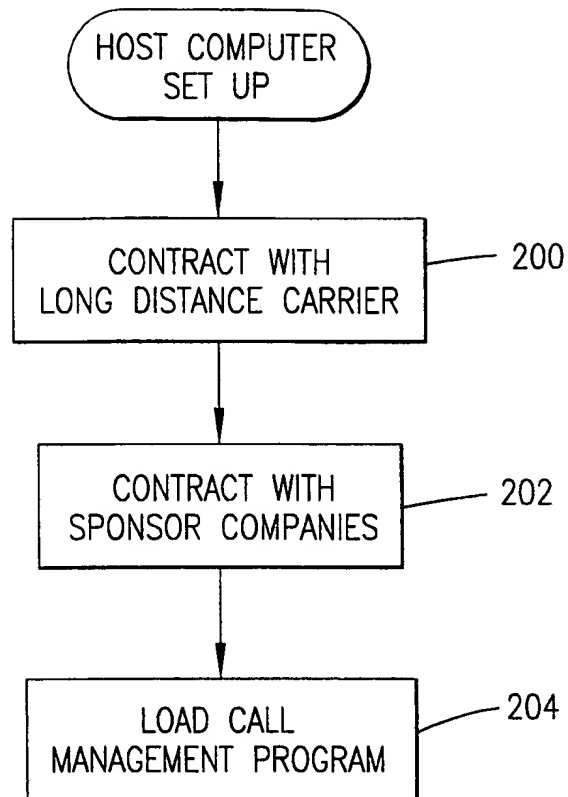 HOST COMPUTER
SET UP
CONTRACT WITH
LONG DISTANCE CARRIER
200
CONTRACT WITH
SPONSOR COMPANIES
202
LOAD CALL
MANAGEMENT PROGRAM
204